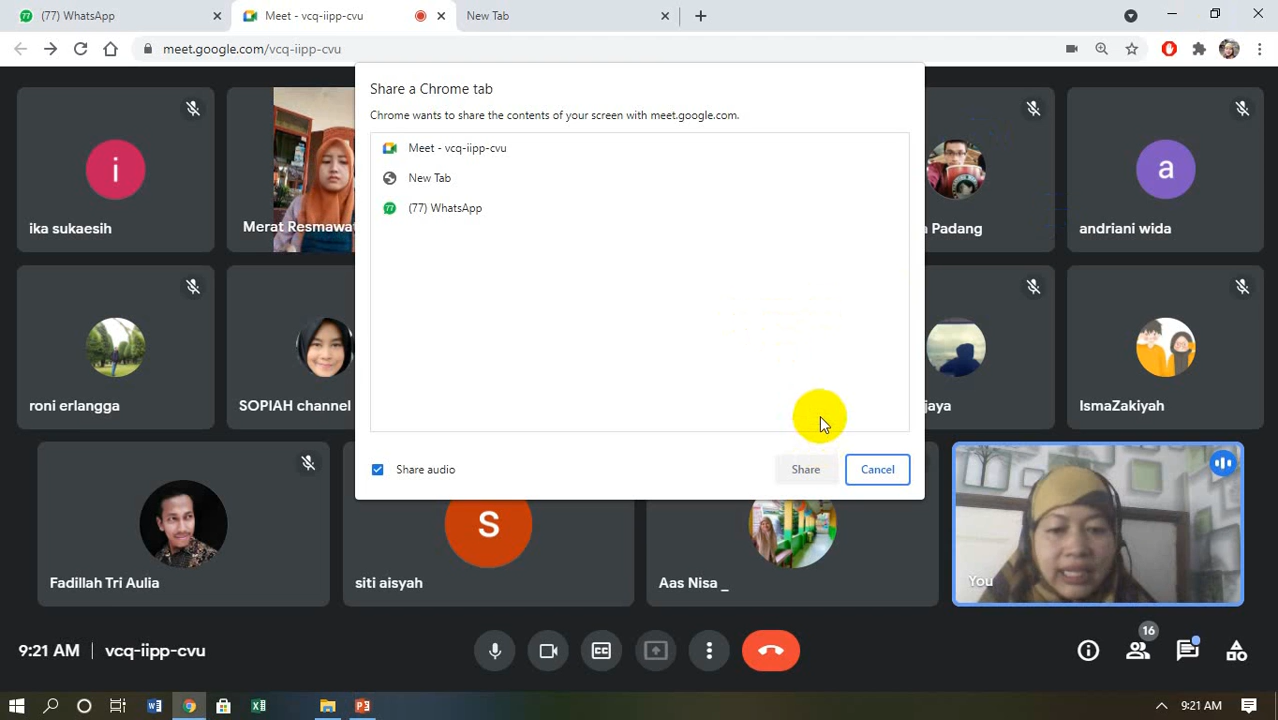 (77) WhatsApp
Meet - vcq-iipp-cvu
New Tab
meet.google.com/vcq-iipp-cvu
Share a Chrome tab
Chrome wants to share the contents of your screen with meet.google.com.
Meet - vcq-iipp-cvu
New Tab
77 (77) WhatsApp
Share audio
Share
Cancel
i
ika sukaesih
Merat Resmawat
Padang
a
andriani wida
roni erlangga
SOPIAH channel
jaya
IsmaZakiyah
Fadillah Tri Aulia
S
siti aisyah
Aas Nisa _
You
9:21 AM | vcq-iipp-cvu
CC
16
9:21 AM